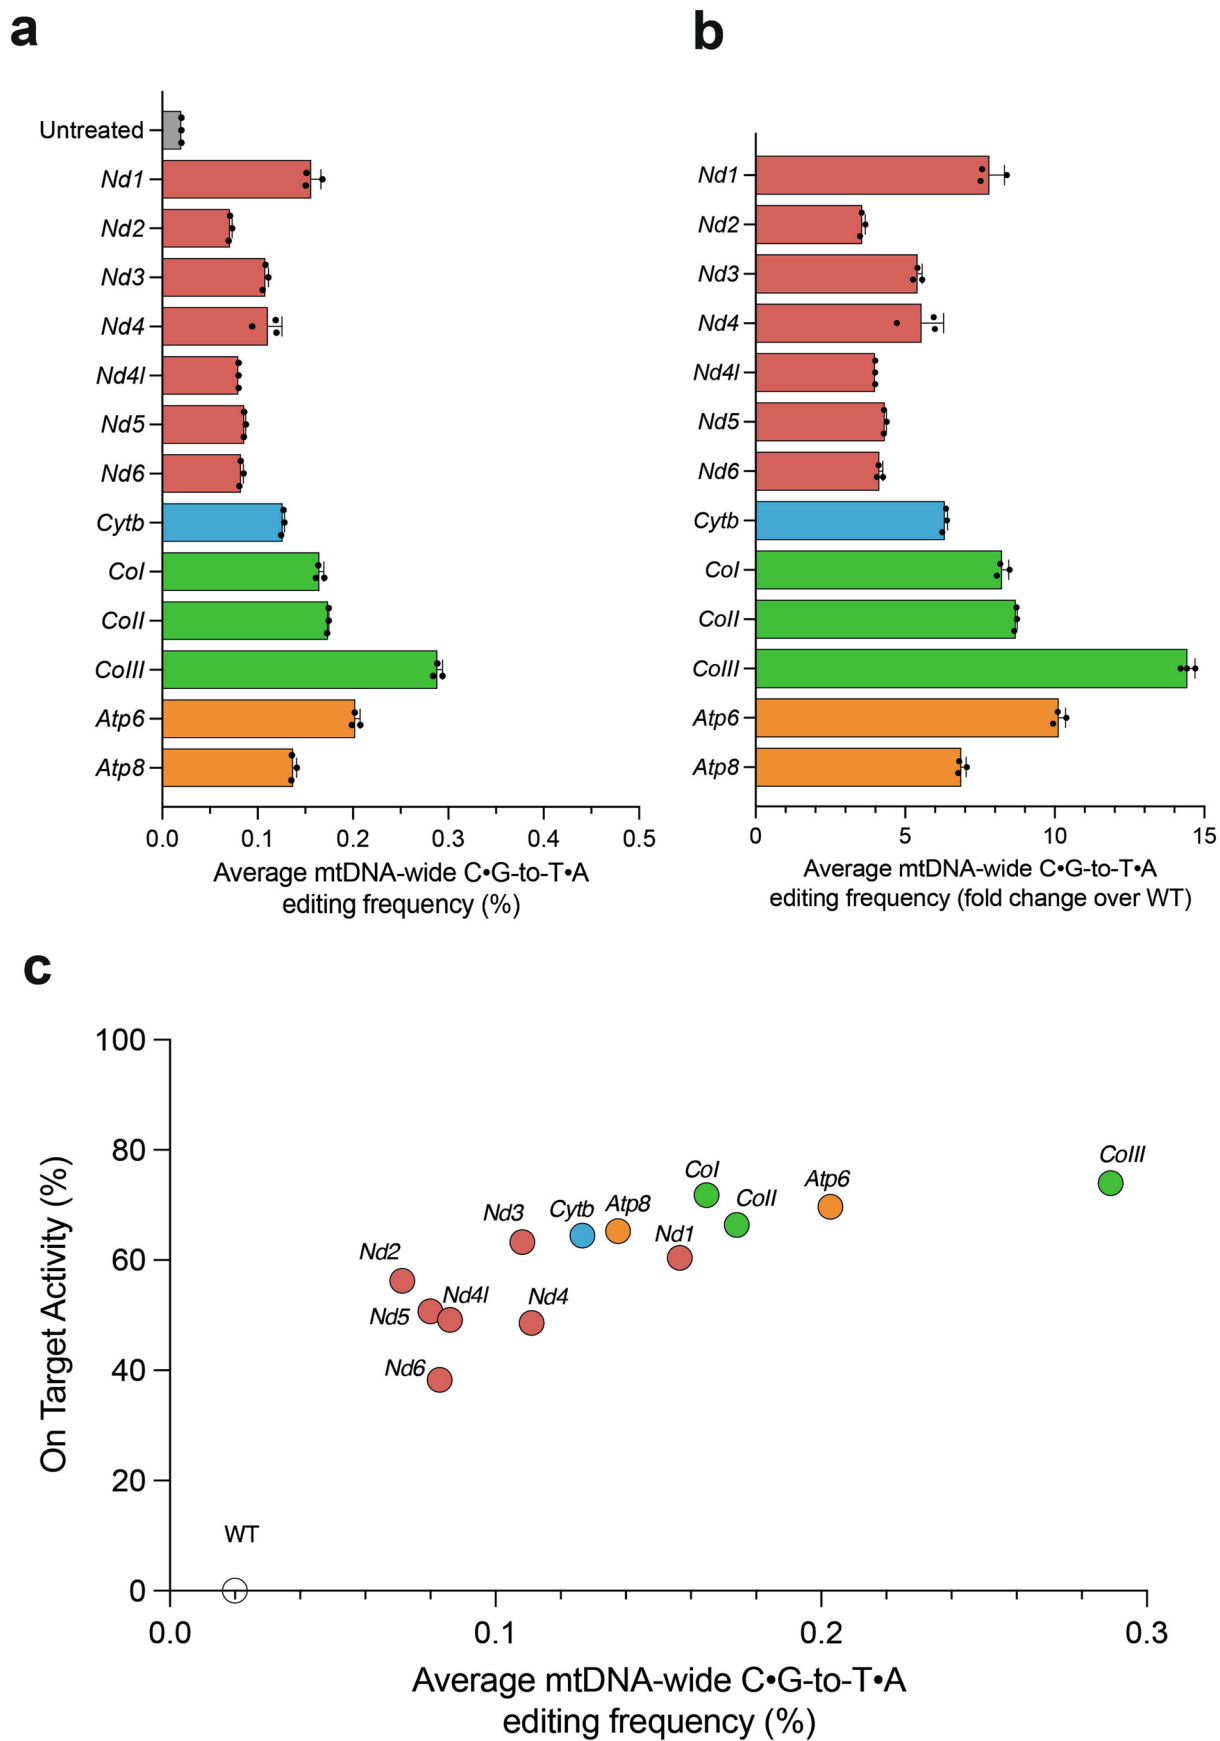 a
Untreated
Nd1
Nd2
Nd3
Nd4
Nd4l
Nd5
Nd6
Cytb
CoI
CoII
CoIII
Atp6
Atp8
0.0 0.1 0.2 0.3 0.4 0.5
Average mtDNA-wide C•G-to-T•A
editing frequency (%)
b
Nd1
Nd2
Nd3
Nd4
Nd4l
Nd5
Nd6
Cytb
CoI
CoII
CoIII
Atp6
Atp8
0 5 10 15
Average mtDNA-wide C•G-to-T•A
editing frequency (fold change over WT)
c
On Target Activity (%)
100
80
60
40
20
0
CoIII
CoI
Atp6
CoII
Atp8
Cytb
Nd3
Nd1
Nd2
Nd4l
Nd4
Nd5
Nd6
WT
0.0 0.1 0.2 0.3
Average mtDNA-wide C•G-to-T•A
editing frequency (%)